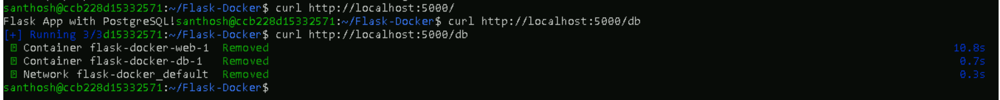 santhosh@ccb228d15332571:~/Flask-Docker$ curl http://localhost:5000/
Flask App with PostgreSQL!santhosh@ccb228d15332571:~/Flask-Docker$ curl http://localhost:5000/db
[+] Running 3/3d15332571:~/Flask-Docker$ curl http://localhost:5000/db
Container flask-docker-web-1 Removed 10.8s
Container flask-docker-db-1 Removed 0.7s
Network flask-docker_default Removed 0.3s
santhosh@ccb228d15332571:~/Flask-Docker$